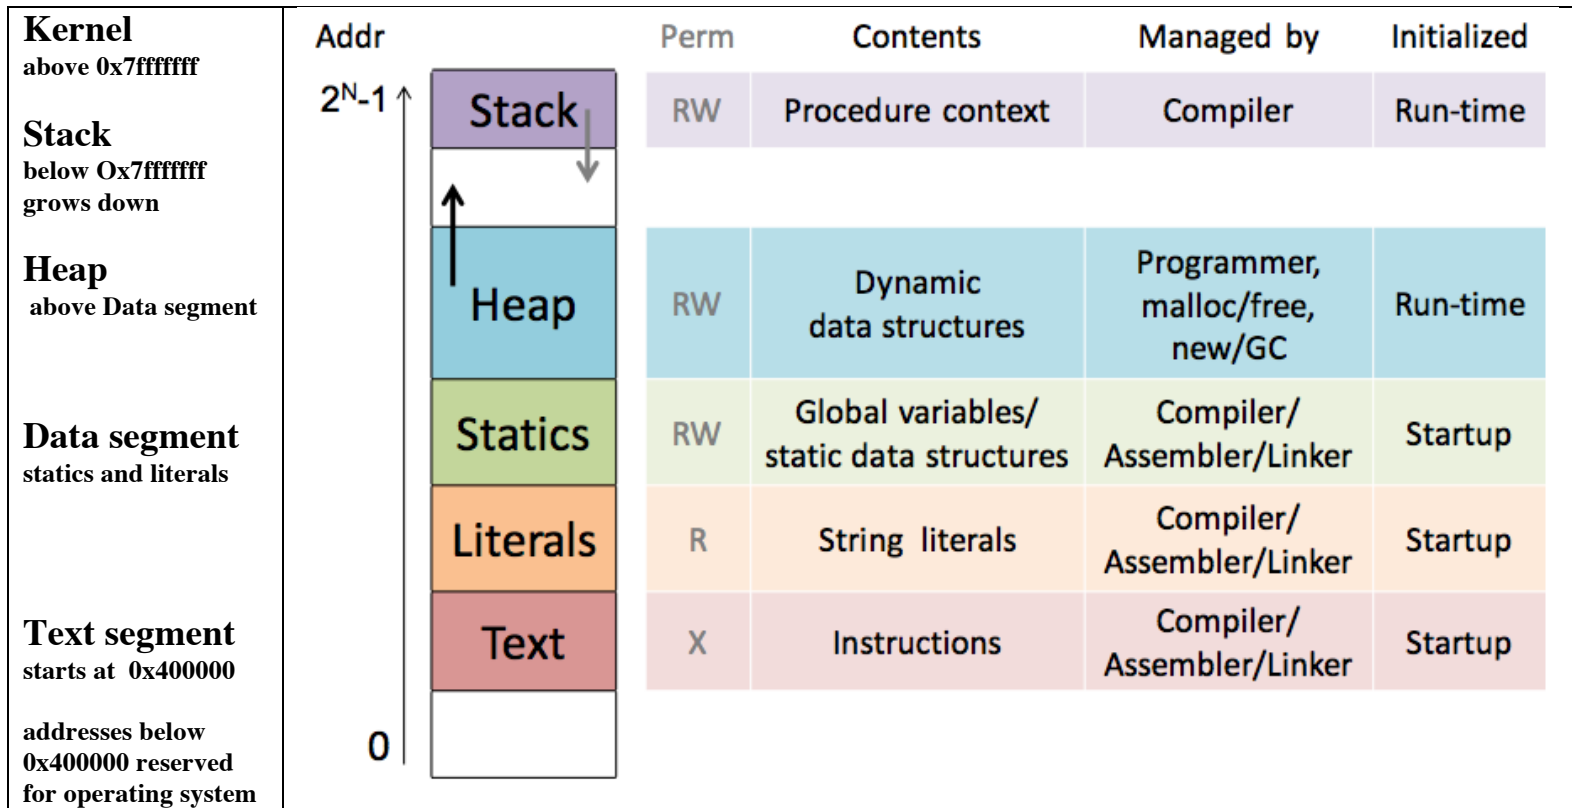 Kernel
above 0x7fffffff
Stack
below Ox7fffffff
grows down
Heap
above Data segment
Data segment
statics and literals
Text segment
starts at 0x400000
addresses below
0x400000 reserved
for operating system
Addr
Perm
Contents
Managed by
Initialized
2^N-1
Stack
RW
Procedure context
Compiler
Run-time
Heap
RW
Dynamic
data structures
Programmer,
malloc/free,
new/GC
Run-time
Statics
RW
Global variables/
static data structures
Compiler/
Assembler/Linker
Startup
Literals
R
String literals
Compiler/
Assembler/Linker
Startup
Text
X
Instructions
Compiler/
Assembler/Linker
Startup
0